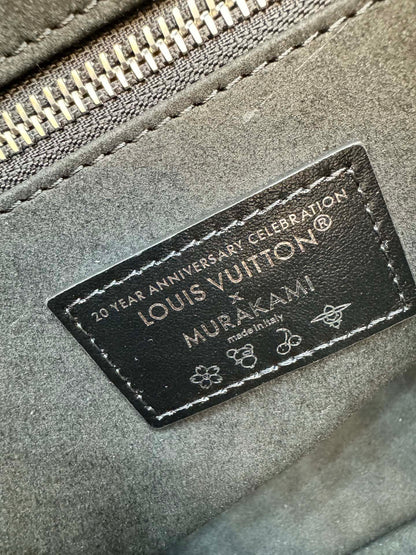 20 YEAR ANNIVERSARY CELEBRATION
LOUIS VUITTON®
×
MURAKAMI
made in italy